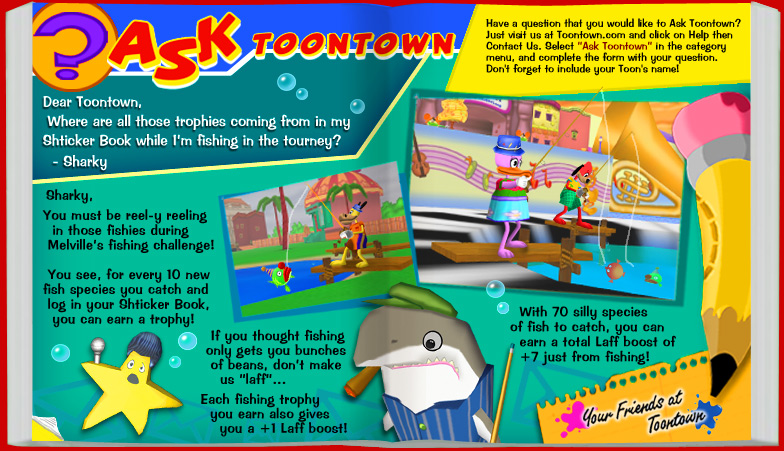 ASK TOONTOWN
Have a question that you would like to Ask Toontown?
Just visit us at Toontown.com and click on Help then
Contact Us. Select "Ask Toontown" in the category
menu, and complete the form with your question.
Don't forget to include your Toon's name!
Dear Toontown,
Where are all those trophies coming from in my
Shticker Book while I'm fishing in the tourney?
- Sharky
Sharky,
You must be reel-y reeling
in those fishies during
Melville's fishing challenge!
You see, for every 10 new
fish species you catch and
log in your Shticker Book,
you can earn a trophy!
If you thought fishing
only gets you bunches
of beans, don't make
us "laff"...
Each fishing trophy
you earn also gives
you a +1 Laff boost!
With 70 silly species
of fish to catch, you can
earn a total Laff boost of
+7 just from fishing!
Your Friends at
Toontown